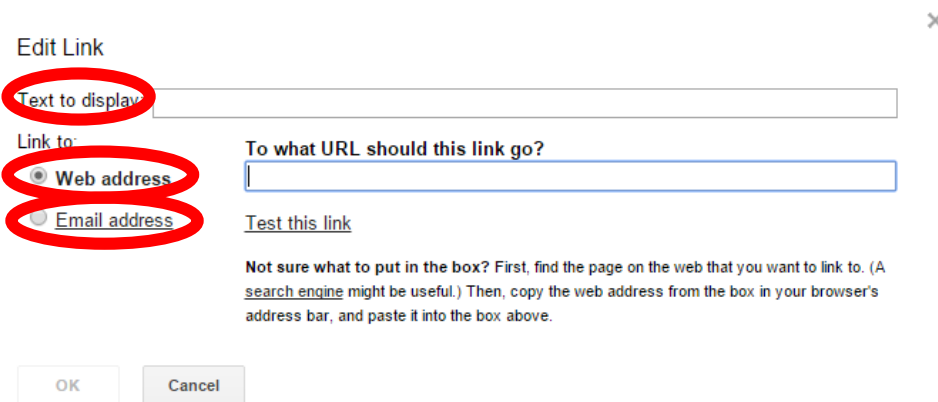 Edit Link
Text to display:
Link to:
To what URL should this link go?
Web address
Email address
Test this link
Not sure what to put in the box? First, find the page on the web that you want to link to. (A
search engine might be useful.) Then, copy the web address from the box in your browser's
address bar, and paste it into the box above.
OK
Cancel